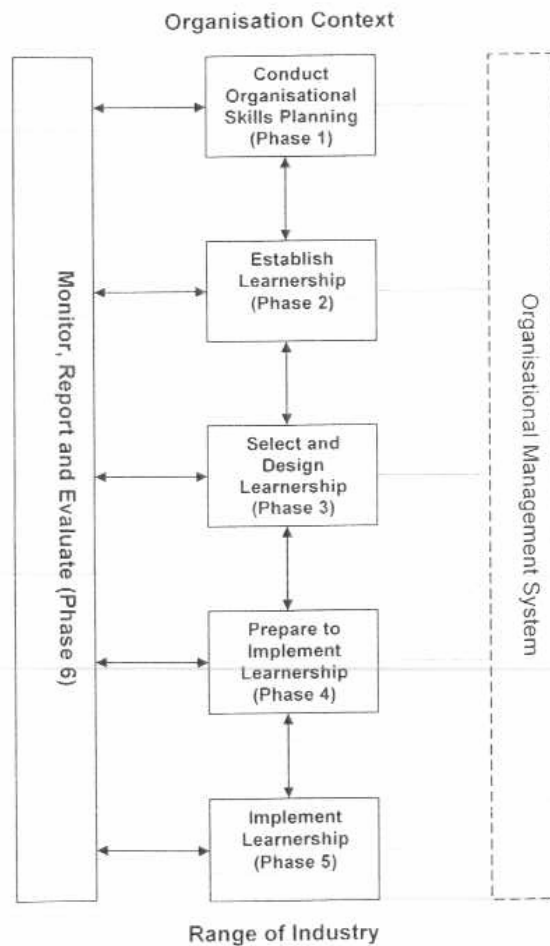 Organisation Context
Conduct
Organisational
Skills Planning
(Phase 1)
Establish
Learnership
(Phase 2)
Select and
Design
Learnership
(Phase 3)
Prepare to
Implement
Learnership
(Phase 4)
Implement
Learnership
(Phase 5)
Monitor, Report and Evaluate (Phase 6)
Organisational Management System
Range of Industry